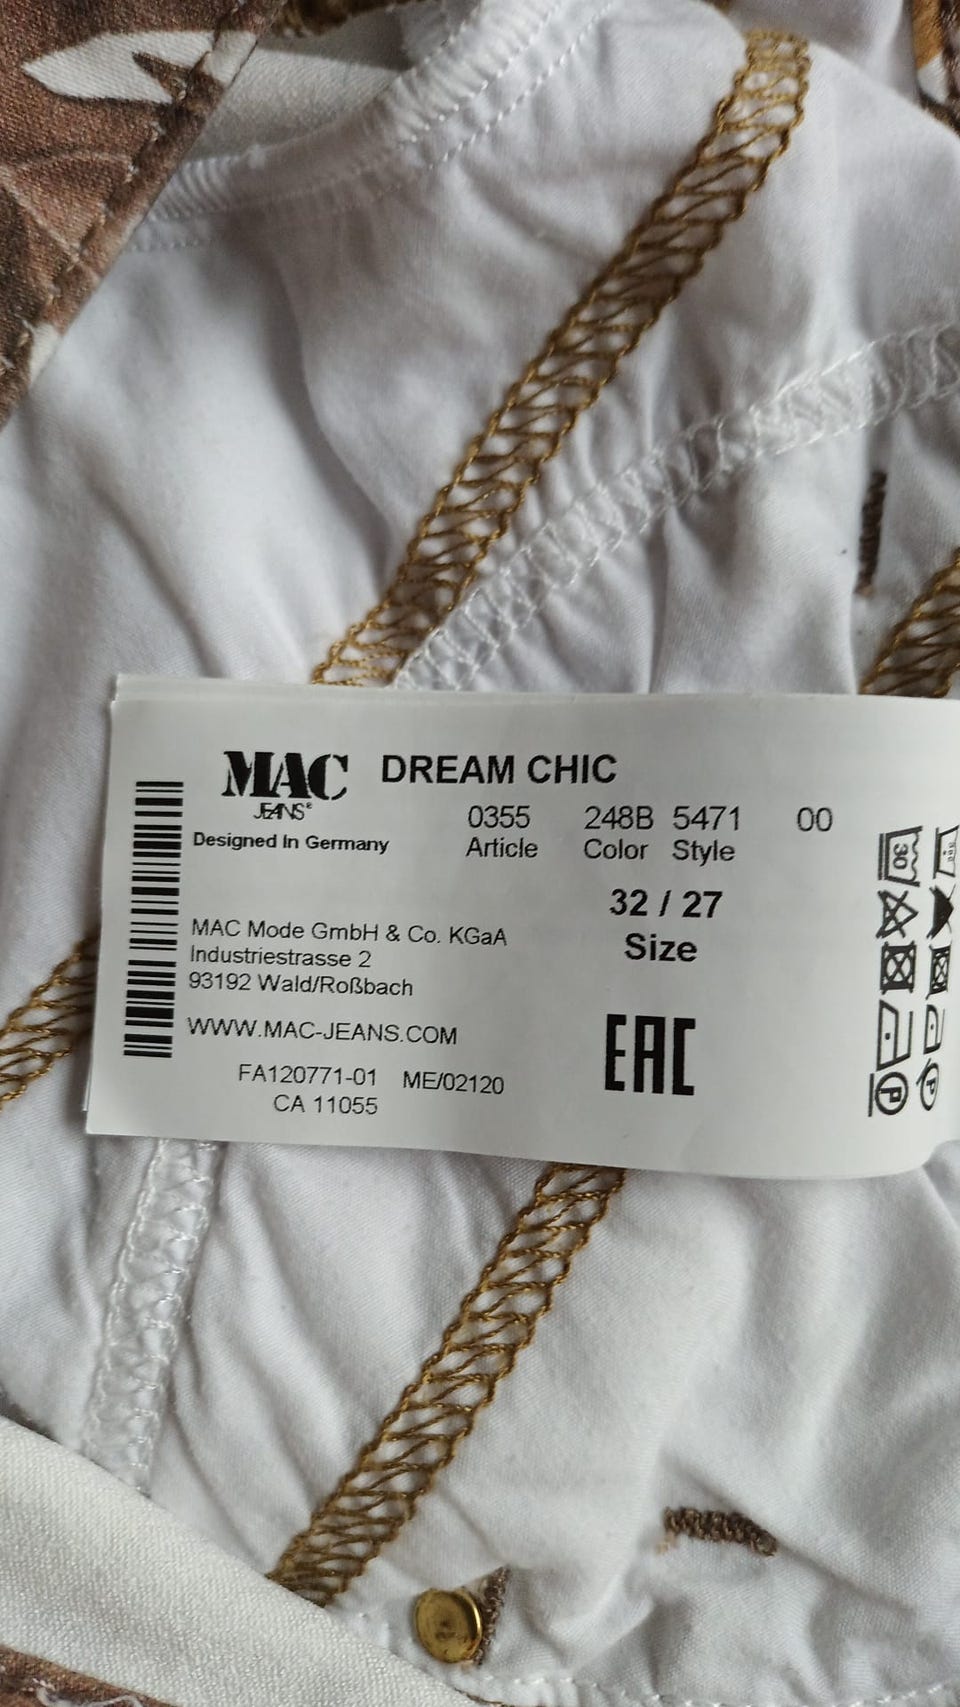 MAC DREAM CHIC
JEANS®
0355 248B 5471 00
Designed In Germany Article Color Style
32 / 27
Size
MAC Mode GmbH & Co. KGaA
Industriestrasse 2
93192 Wald/Roßbach
WWW.MAC-JEANS.COM
EAC
FA120771-01 ME/02120
CA 11055
30
P
P